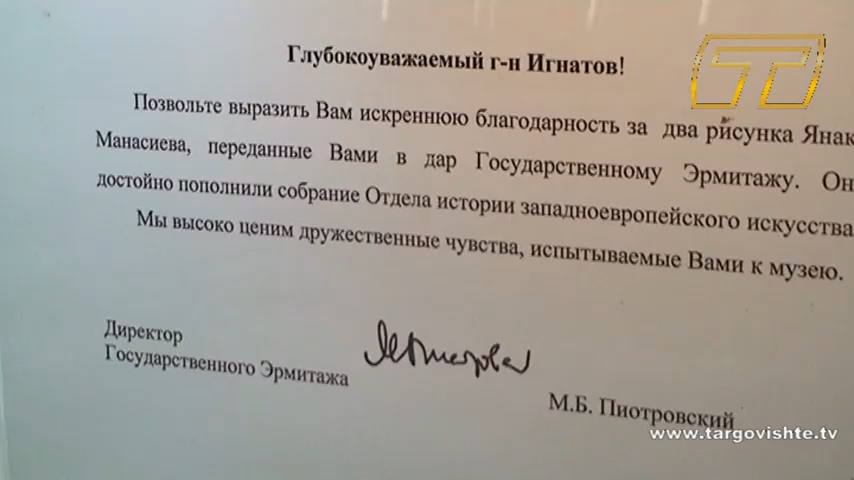 Глубокоуважаемый г-н Игнатов!
Позвольте выразить Вам искреннюю благодарность за два рисунка Янак
Манасиева, переданные Вами в дар Государственному Эрмитажу. Он
достойно пополнили собрание Отдела истории западноевропейского искусства
Мы высоко ценим дружественные чувства, испытываемые Вами к музею.
Директор
Государственного Эрмитажа
М.Б. Пиотровский
www.targovishte.tv